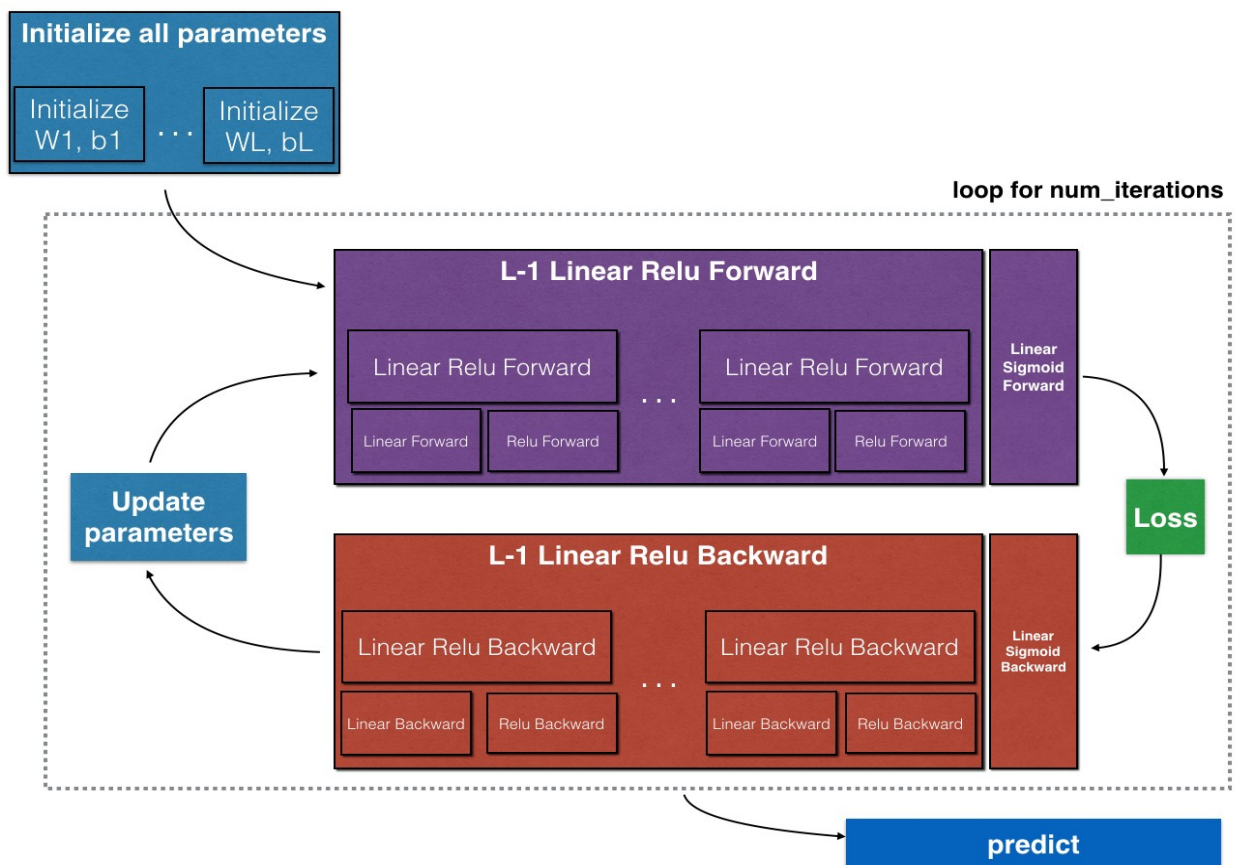 Initialize all parameters
Initialize
W1, b1
. . .
Initialize
WL, bL
loop for num_iterations
L-1 Linear Relu Forward
Linear Relu Forward
. . .
Linear Relu Forward
Linear Forward
Relu Forward
Linear Forward
Relu Forward
Linear
Sigmoid
Forward
Update
parameters
Loss
L-1 Linear Relu Backward
Linear Relu Backward
. . .
Linear Relu Backward
Linear Backward
Relu Backward
Linear Backward
Relu Backward
Linear
Sigmoid
Backward
predict